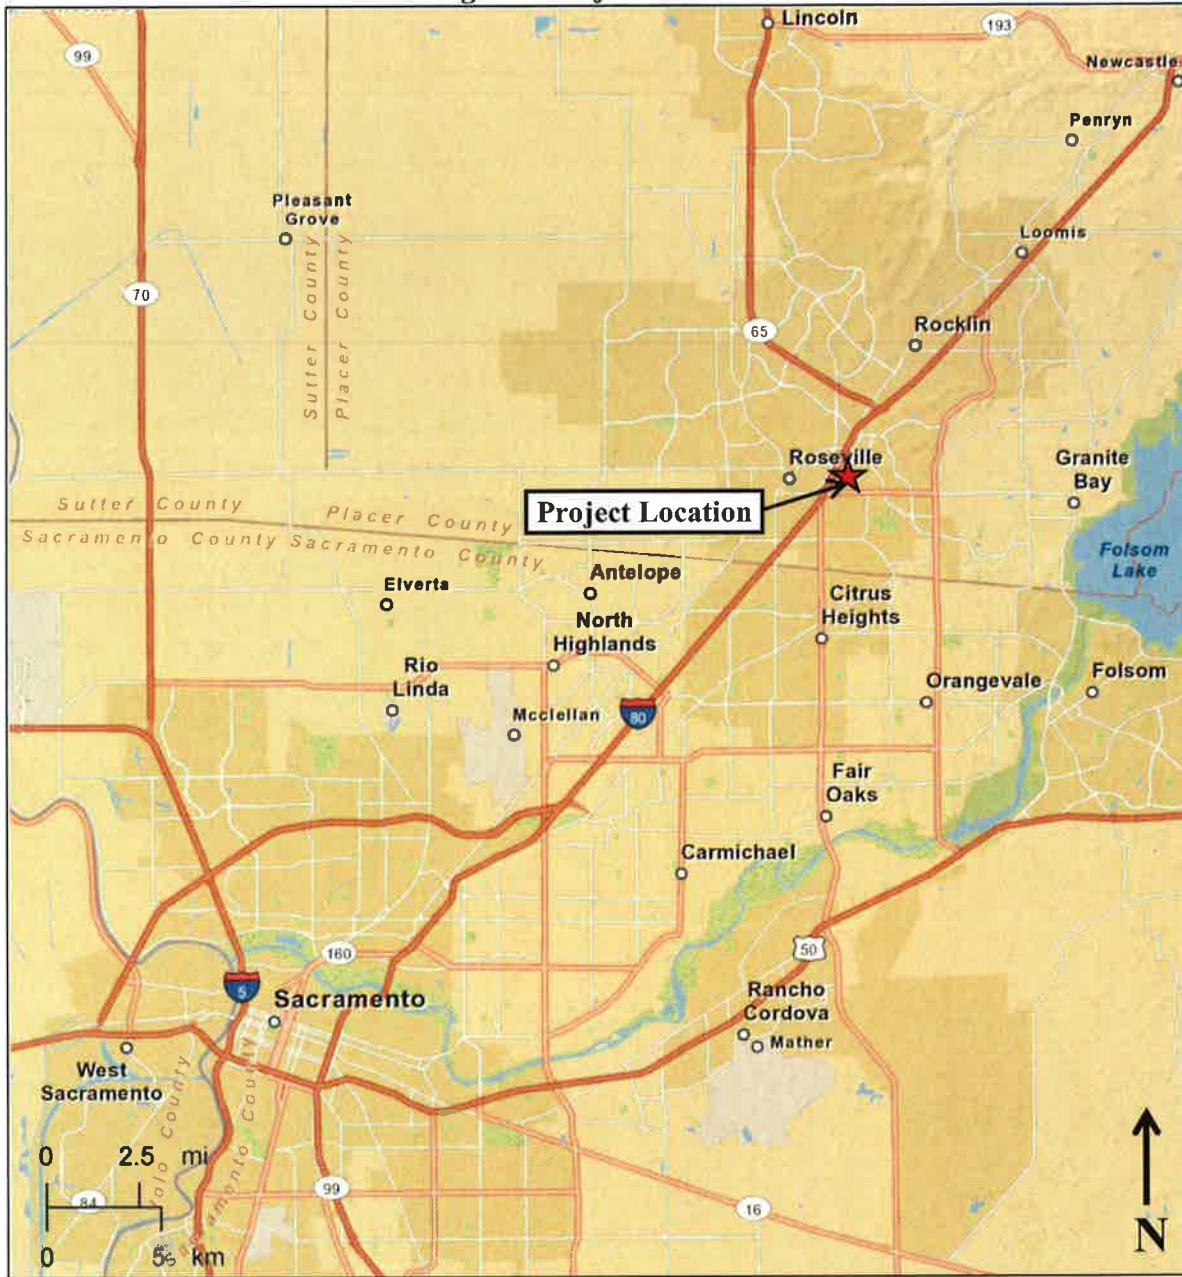 Lincoln
193
99
Newcastle
Penryn
Pleasant
Grove
Sutter County
Placer County
Loomis
70
65
Rocklin
Roseville
Granite
Bay
Project Location
Sutter County
Placer County
Sacramento County
Sacramento County
Folsom
Lake
Antelope
Elverta
Citrus
Heights
North
Highlands
Rio
Linda
Orangevale
Folsom
Mcclellan
80
Fair
Oaks
Carmichael
160
50
5
Sacramento
Rancho
Cordova
Mather
West
Sacramento
Yolo County
Sacramento County
0 2.5 mi
84
99
16
0 5 km
N